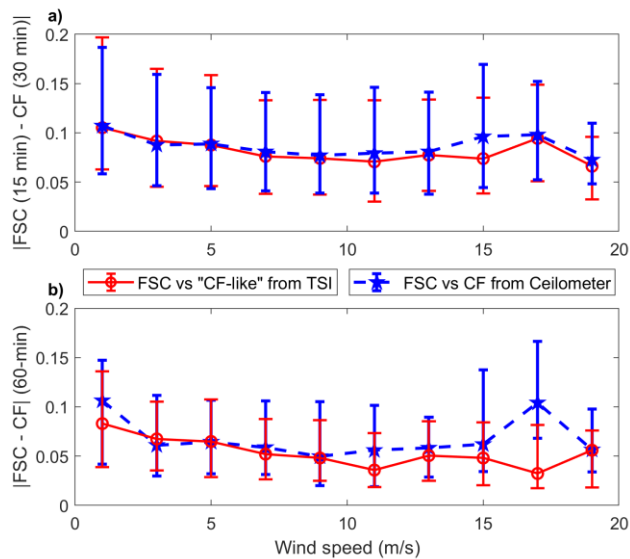 a)
|FSC (15 min) - CF (30 min)|
0.2
0.15
0.1
0.05
0
0 5 10 15 20
FSC vs "CF-like" from TSI
FSC vs CF from Ceilometer
b)
|FSC - CF| (60-min)
0.2
0.15
0.1
0.05
0
0 5 10 15 20
Wind speed (m/s)